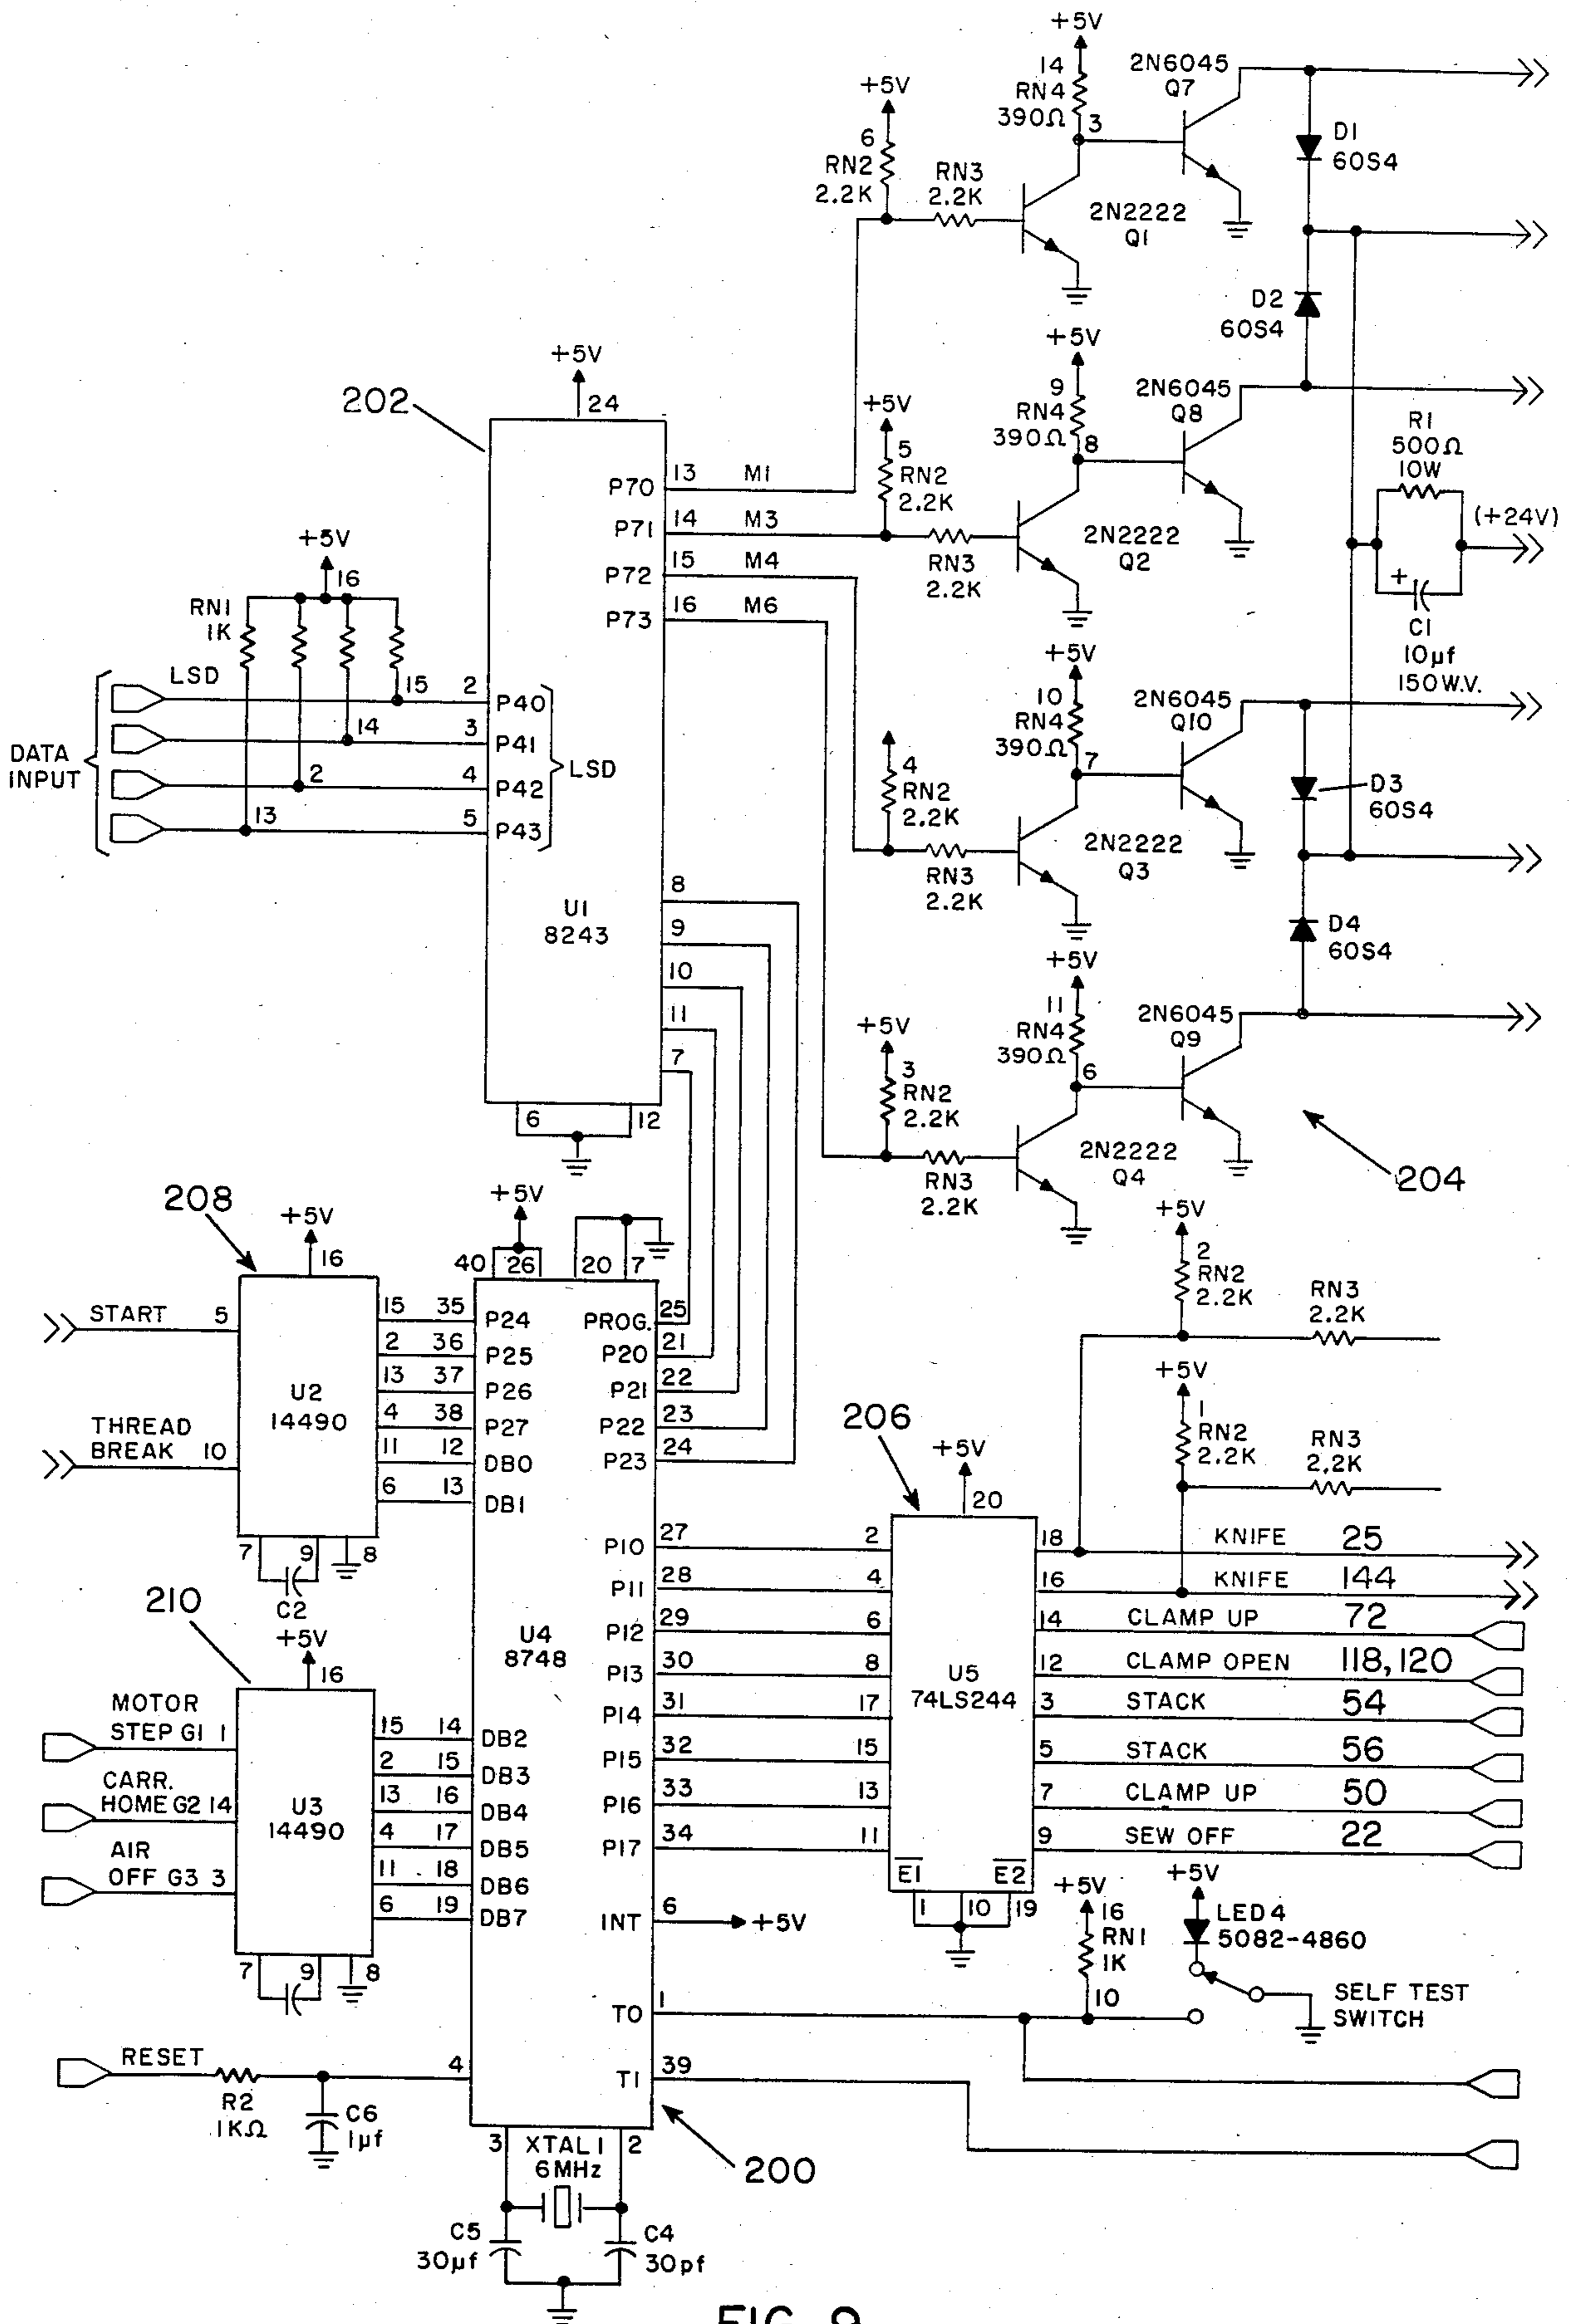 +5V
14
RN4
390Ω
3
2N6045
Q7
D1
60S4
+5V
6
RN2
2.2K
RN3
2.2K
2N2222
Q1
D2
60S4
+5V
9
RN4
390Ω
8
2N6045
Q8
R1
500Ω
10W
(+24V)
+
C1
10µf
150W.V.
+5V
5
RN2
2.2K
RN3
2.2K
2N2222
Q2
202
+5V
24
P70
13
M1
P71
14
M3
P72
15
M4
P73
16
M6
+5V
16
RN1
1K
DATA
INPUT
LSD
15
2
P40
14
3
P41
2
4
P42
13
5
P43
LSD
U1
8243
8
9
10
11
7
6
12
+5V
10
RN4
390Ω
7
2N6045
Q10
D3
60S4
4
RN2
2.2K
RN3
2.2K
2N2222
Q3
D4
60S4
+5V
11
RN4
390Ω
6
2N6045
Q9
+5V
3
RN2
2.2K
RN3
2.2K
2N2222
Q4
204
208
+5V
16
START
5
THREAD
BREAK
10
U2
14490
15
35
2
36
13
37
4
38
11
12
6
13
7
9
8
C2
+5V
40
26
20
7
P24
P25
P26
P27
DB0
DB1
PROG.
25
P20
21
P21
22
P22
23
P23
24
+5V
2
RN2
2.2K
RN3
2.2K
+5V
1
RN2
2.2K
RN3
2,2K
206
+5V
20
P10
27
2
P11
28
4
P12
29
6
P13
30
8
P14
31
17
P15
32
15
P16
33
13
P17
34
11
U4
8748
U5
74LS244
18
KNIFE
25
16
KNIFE
144
14
CLAMP UP
72
12
CLAMP OPEN
118, 120
3
STACK
54
5
STACK
56
7
CLAMP UP
50
9
SEW OFF
22
E1
E2
1
10
19
210
+5V
16
MOTOR
STEP G1 1
CARR.
HOME G2 14
AIR
OFF G3 3
U3
14490
15
14
DB2
2
15
DB3
13
16
DB4
4
17
DB5
11
18
DB6
6
19
DB7
7
9
8
INT
6
+5V
+5V
16
RN1
1K
10
+5V
LED4
5082-4860
SELF TEST
SWITCH
T0
1
T1
39
RESET
R2
1KΩ
C6
1µf
4
3
XTAL 1
6MHz
2
200
C5
30µf
C4
30pf
FIG. 9